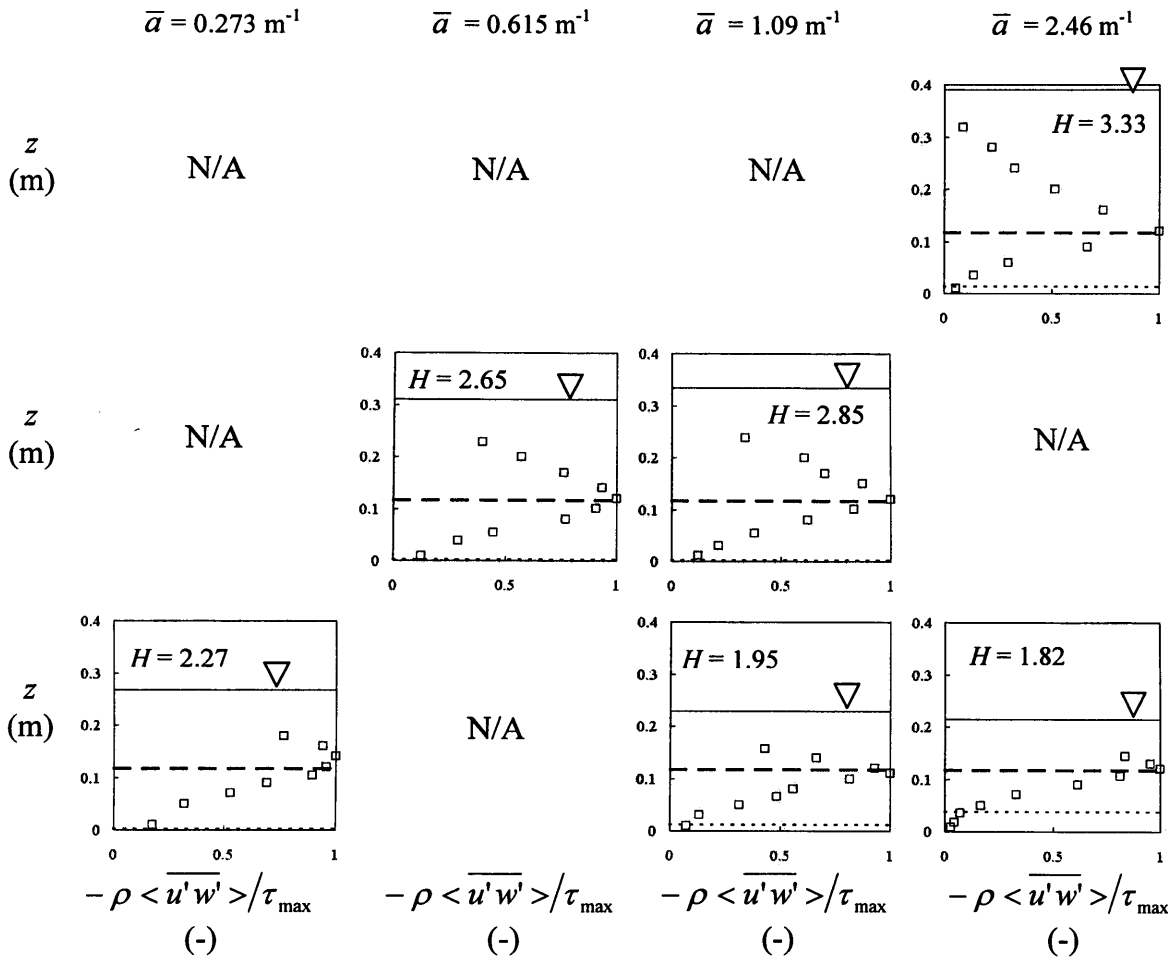 a̅ = 0.273 m⁻¹ a̅ = 0.615 m⁻¹ a̅ = 1.09 m⁻¹ a̅ = 2.46 m⁻¹
z
(m)
N/A
N/A
N/A
0.4
0.3
0.2
0.1
0
H = 3.33
0 0.5 1
z
(m)
N/A
0.4
0.3
0.2
0.1
0
H = 2.65
0 0.5 1
0.4
0.3
0.2
0.1
0
H = 2.85
0 0.5 1
N/A
z
(m)
0.4
0.3
0.2
0.1
0
H = 2.27
0 0.5 1
N/A
0.4
0.3
0.2
0.1
0
H = 1.95
0 0.5 1
0.4
0.3
0.2
0.1
0
H = 1.82
0 0.5 1
− ρ < u' w' > / τmax − ρ < u' w' > / τmax − ρ < u' w' > / τmax − ρ < u' w' > / τmax
(-) (-) (-) (-)